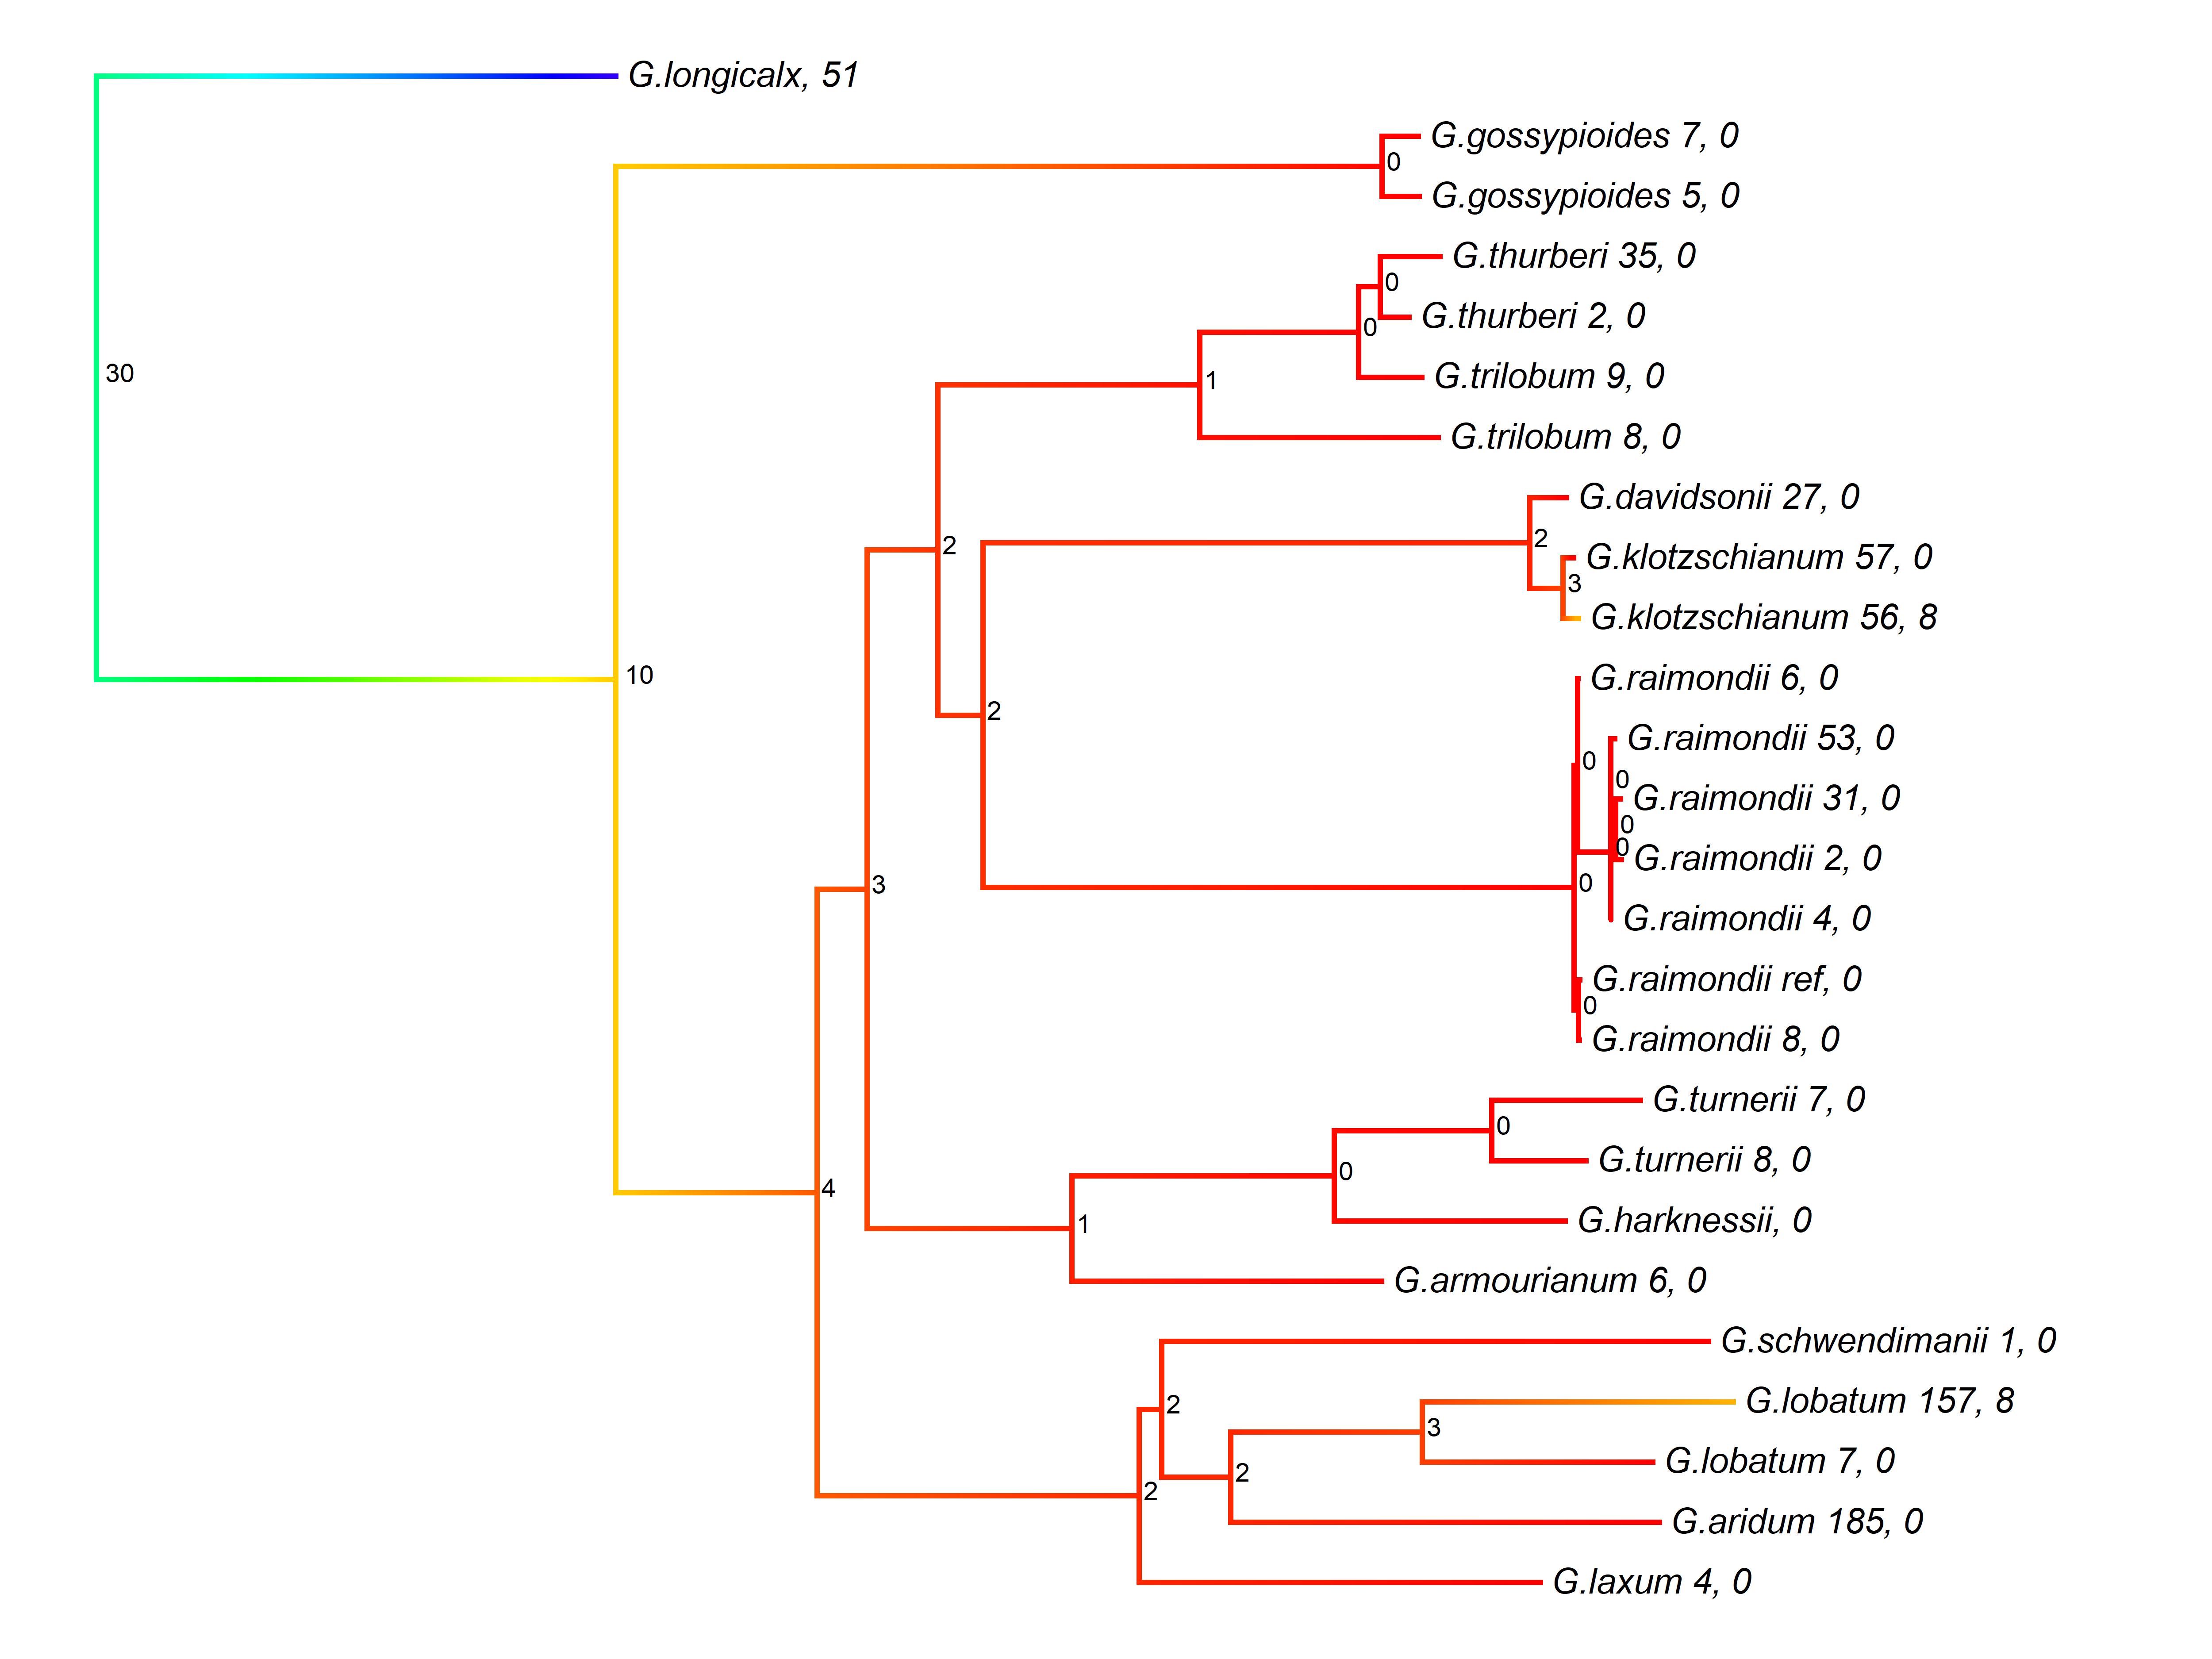 G.longicalx, 51
G.gossypioides 7, 0
0
G.gossypioides 5, 0
G.thurberi 35, 0
0
G.thurberi 2, 0
0
30
G.trilobum 9, 0
1
G.trilobum 8, 0
G.davidsonii 27, 0
2
2
G.klotzschianum 57, 0
3
G.klotzschianum 56, 8
10
G.raimondii 6, 0
2
G.raimondii 53, 0
0
0
G.raimondii 31, 0
0
0
G.raimondii 2, 0
3
0
G.raimondii 4, 0
G.raimondii ref, 0
0
G.raimondii 8, 0
G.turnerii 7, 0
0
G.turnerii 8, 0
0
4
G.harknessii, 0
1
G.armourianum 6, 0
G.schwendimanii 1, 0
2
G.lobatum 157, 8
3
G.lobatum 7, 0
2
2
G.aridum 185, 0
G.laxum 4, 0